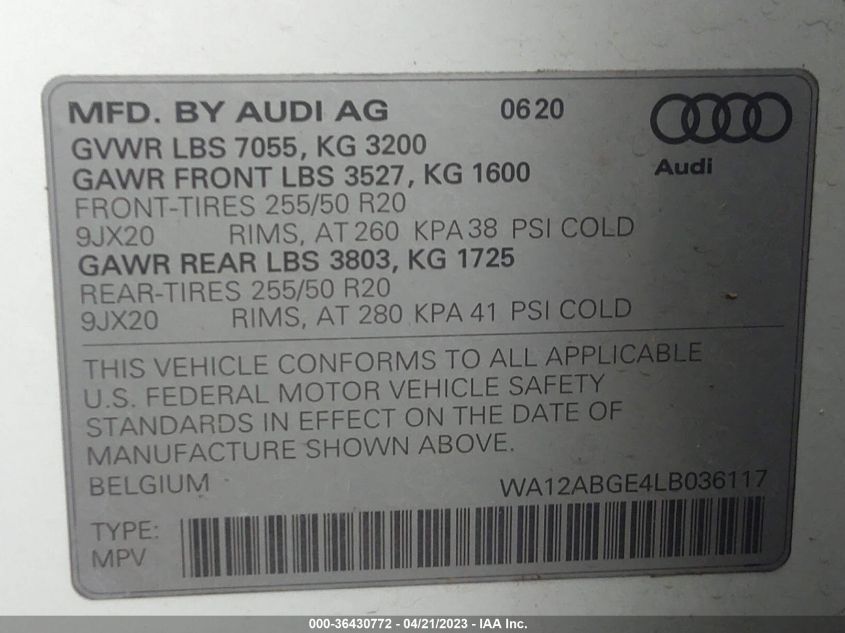 MFD. BY AUDI AG 0620
GVWR LBS 7055, KG 3200
GAWR FRONT LBS 3527, KG 1600
Audi
FRONT-TIRES 255/50 R20
9JX20 RIMS, AT 260 KPA 38 PSI COLD
GAWR REAR LBS 3803, KG 1725
REAR-TIRES 255/50 R20
9JX20 RIMS, AT 280 KPA 41 PSI COLD
THIS VEHICLE CONFORMS TO ALL APPLICABLE
U.S. FEDERAL MOTOR VEHICLE SAFETY
STANDARDS IN EFFECT ON THE DATE OF
MANUFACTURE SHOWN ABOVE.
BELGIUM WA12ABGE4LB036117
TYPE:
MPV
000-36430772 - 04/21/2023 - IAA Inc.